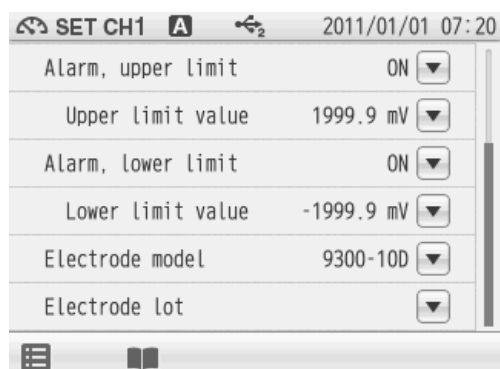 SET CH1 A 2 2011/01/01 07:20
Alarm, upper limit ON
Upper limit value 1999.9 mV
Alarm, lower limit ON
Lower limit value -1999.9 mV
Electrode model 9300-10D
Electrode lot